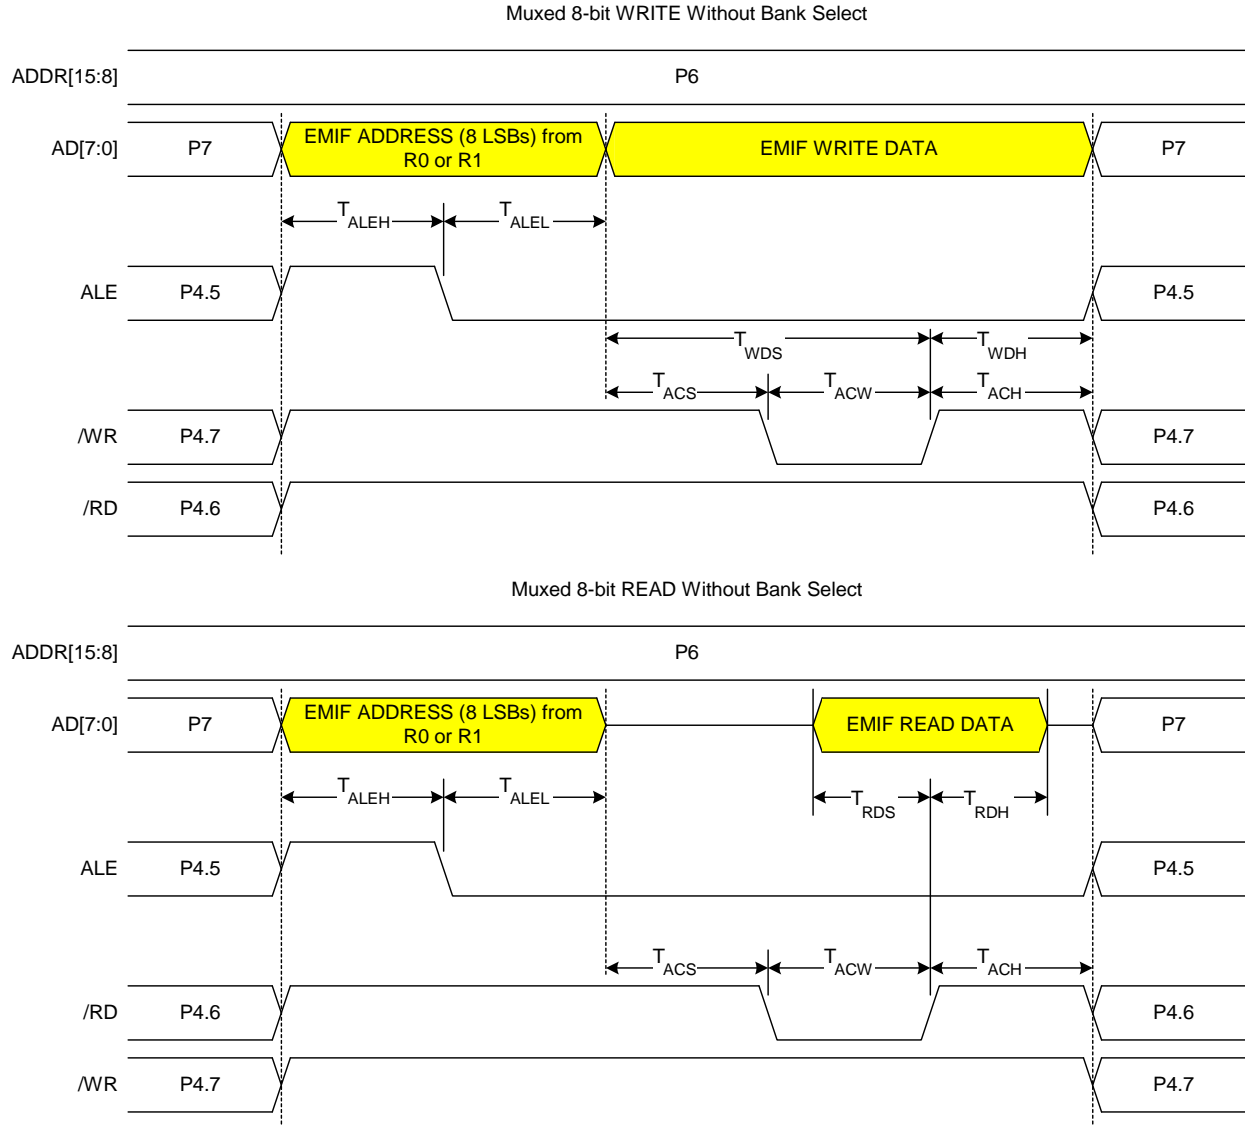 Muxed 8-bit WRITE Without Bank Select
ADDR[15:8] P6
AD[7:0] P7 EMIF ADDRESS (8 LSBs) from EMIF WRITE DATA P7
R0 or R1
TALEH TALEL
ALE P4.5 P4.5
TWDS TWDH
TACS TACW TACH
/WR P4.7 P4.7
/RD P4.6 P4.6
Muxed 8-bit READ Without Bank Select
ADDR[15:8] P6
AD[7:0] P7 EMIF ADDRESS (8 LSBs) from EMIF READ DATA P7
R0 or R1
TALEH TALEL TRDS TRDH
ALE P4.5 P4.5
TACS TACW TACH
/RD P4.6 P4.6
/WR P4.7 P4.7